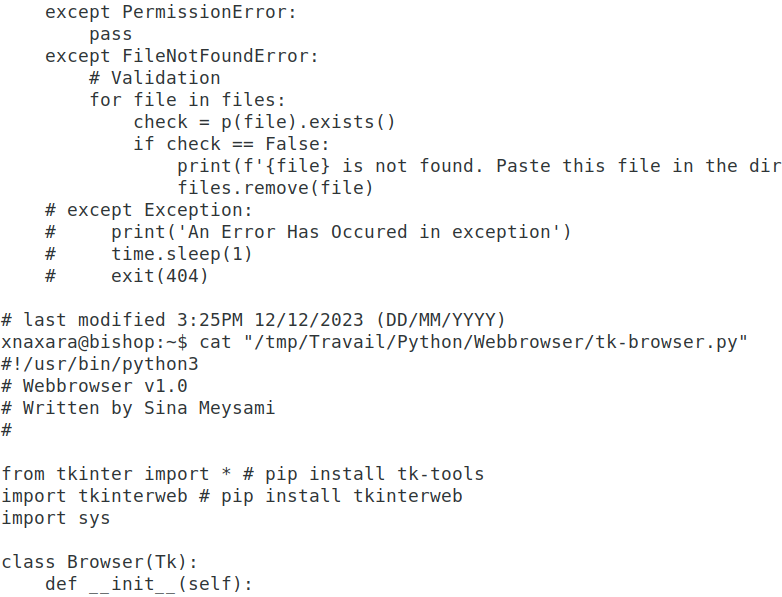 except PermissionError:
        pass
    except FileNotFoundError:
        # Validation
        for file in files:
            check = p(file).exists()
            if check == False:
                print(f'{file} is not found. Paste this file in the dir
                files.remove(file)
    # except Exception:
    #     print('An Error Has Occured in exception')
    #     time.sleep(1)
    #     exit(404)

# last modified 3:25PM 12/12/2023 (DD/MM/YYYY)
xnaxara@bishop:~$ cat "/tmp/Travail/Python/Webbrowser/tk-browser.py"
#!/usr/bin/python3
# Webbrowser v1.0
# Written by Sina Meysami
#

from tkinter import * # pip install tk-tools
import tkinterweb # pip install tkinterweb
import sys

class Browser(Tk):
    def __init__(self):